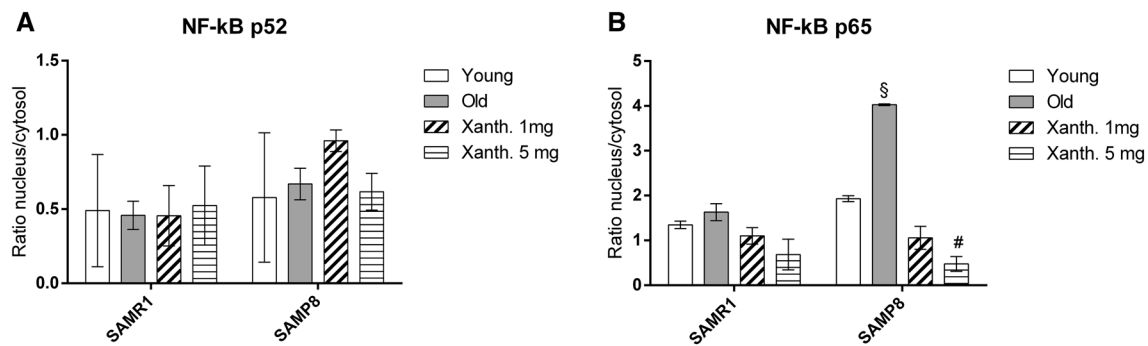 A
NF-kB p52
Ratio nucleus/cytosol
1.5
1.0
0.5
0.0
SAMR1
SAMP8
Young
Old
Xanth. 1mg
Xanth. 5 mg
B
NF-kB p65
Ratio nucleus/cytosol
5
4
3
2
1
0
§
#
SAMR1
SAMP8
Young
Old
Xanth. 1mg
Xanth. 5 mg